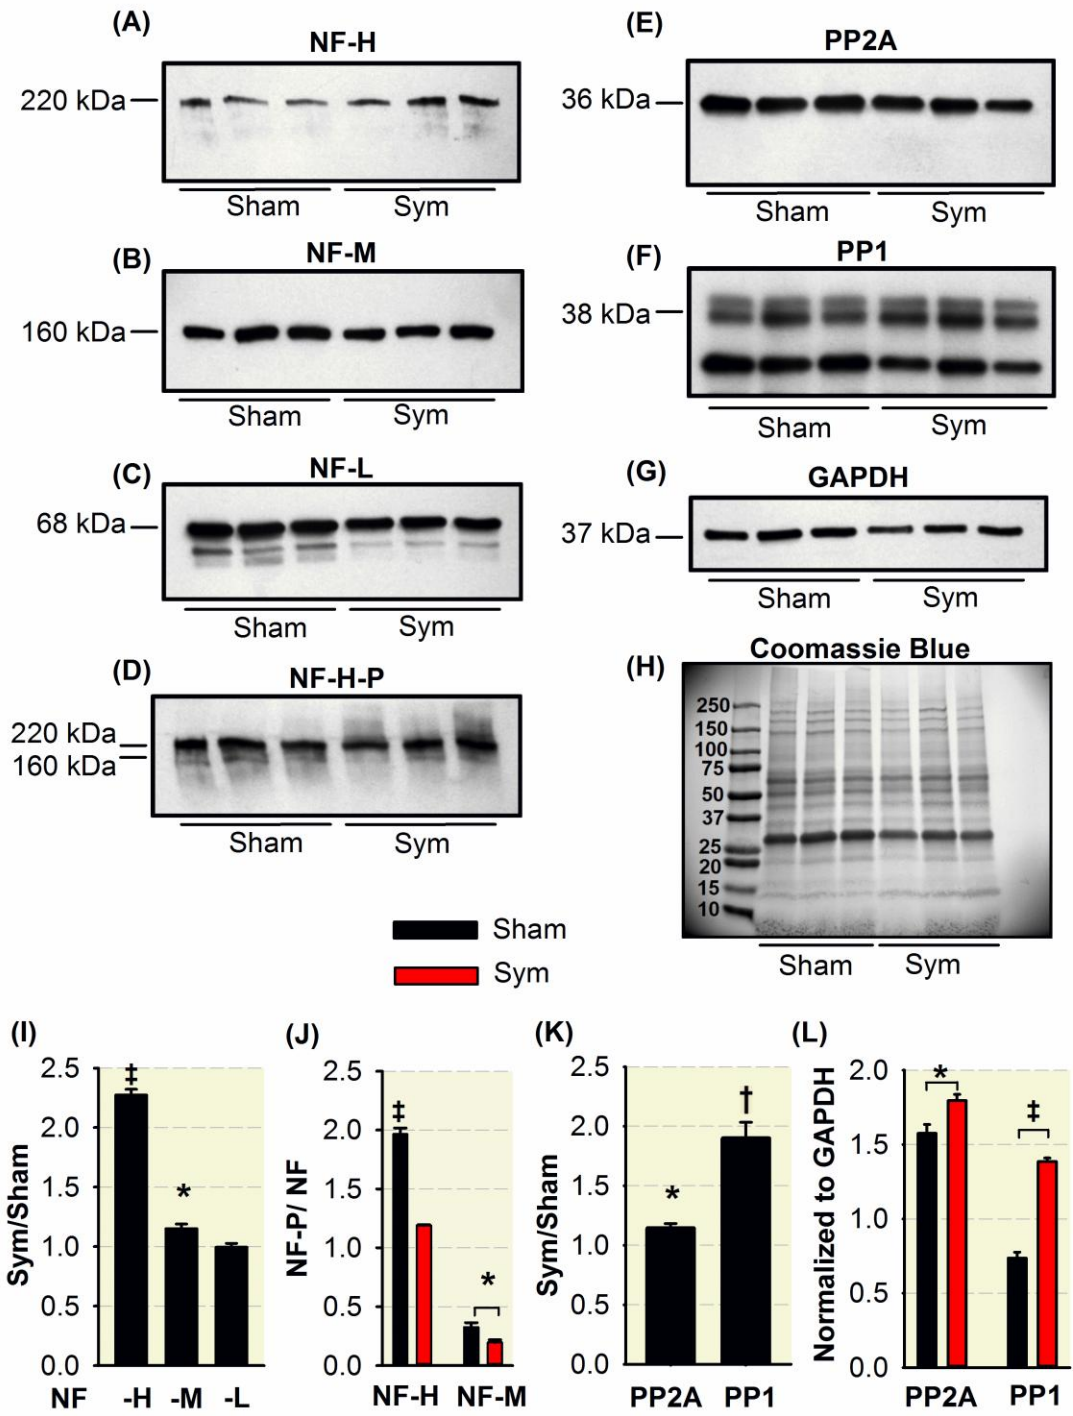 (A)
NF-H
220 kDa
Sham Sym
(B)
NF-M
160 kDa
Sham Sym
(C)
NF-L
68 kDa
Sham Sym
(D)
NF-H-P
220 kDa
160 kDa
Sham Sym
(E)
PP2A
36 kDa
Sham Sym
(F)
PP1
38 kDa
Sham Sym
(G)
GAPDH
37 kDa
Sham Sym
(H)
Coomassie Blue
250
150
100
75
50
37
25
20
15
10
Sham Sym
Sham
Sym
(I)
Sym/Sham
2.5
2.0
1.5
1.0
0.5
0.0
‡
*
NF -H -M -L
(J)
NF-P/ NF
2.5
2.0
1.5
1.0
0.5
0.0
‡
*
NF-H NF-M
(K)
Sym/Sham
2.5
2.0
1.5
1.0
0.5
0.0
*
†
PP2A PP1
(L)
Normalized to GAPDH
2.0
1.5
1.0
0.5
0.0
*
‡
PP2A PP1